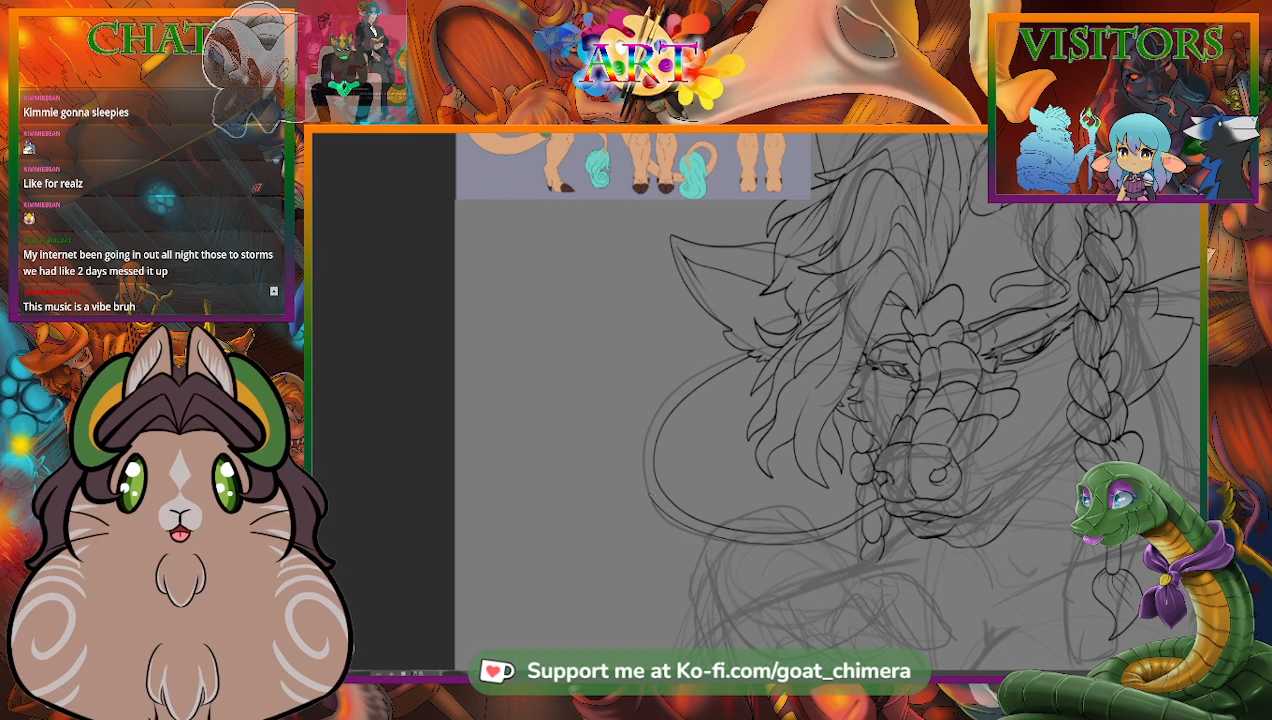 CHAT
ART
VISITORS
KIMMIEBEAN
Kimmie gonna sleepies
KIMMIEBEAN
KIMMIEBEAN
Like for realz
KIMMIEBEAN
My internet been going in out all night those to storms
we had like 2 days messed it up
This music is a vibe bruh
Support me at Ko-fi.com/goat_chimera